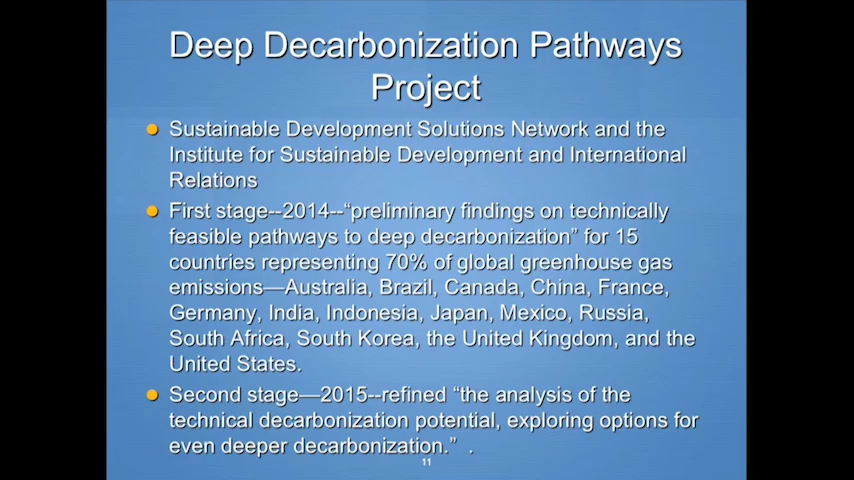 Deep Decarbonization Pathways
Project
Sustainable Development Solutions Network and the
Institute for Sustainable Development and International
Relations
First stage--2014--“preliminary findings on technically
feasible pathways to deep decarbonization” for 15
countries representing 70% of global greenhouse gas
emissions—Australia, Brazil, Canada, China, France,
Germany, India, Indonesia, Japan, Mexico, Russia,
South Africa, South Korea, the United Kingdom, and the
United States.
Second stage—2015--refined “the analysis of the
technical decarbonization potential, exploring options for
even deeper decarbonization.”  .
11